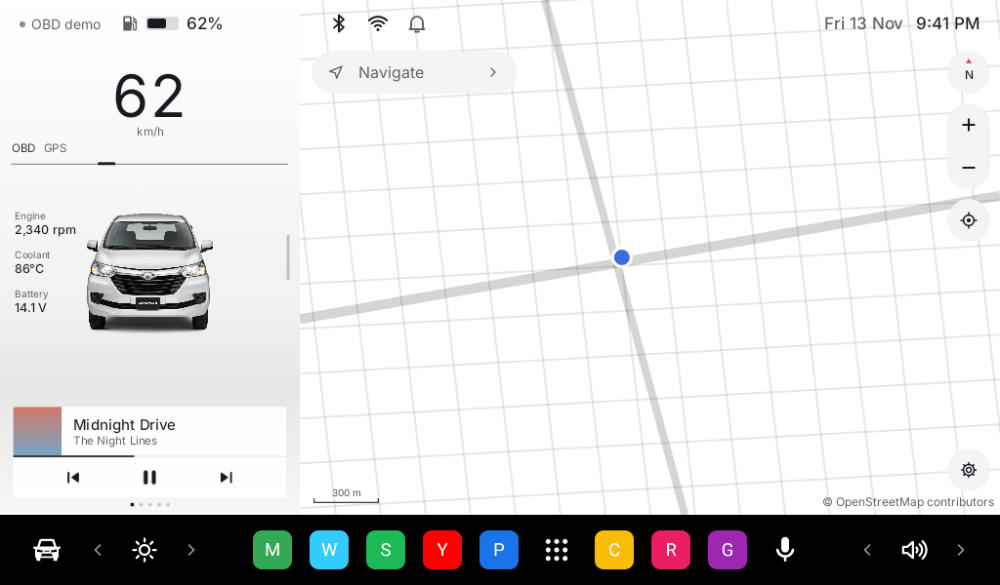 OBD demo
62%
62
km/h
OBD GPS
Engine
2,340 rpm
Coolant
86°C
Battery
14.1 V
Midnight Drive
The Night Lines
Fri 13 Nov 9:41 PM
Navigate
N
300 m
© OpenStreetMap contributors
M W S Y P C R G